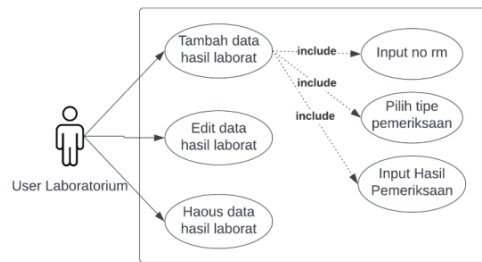 Tambah data
hasil laborat
include
Input no rm
include
Pilih tipe
pemeriksaan
include
Edit data
hasil laborat
Input Hasil
Pemeriksaan
User Laboratorium
Haous data
hasil laborat